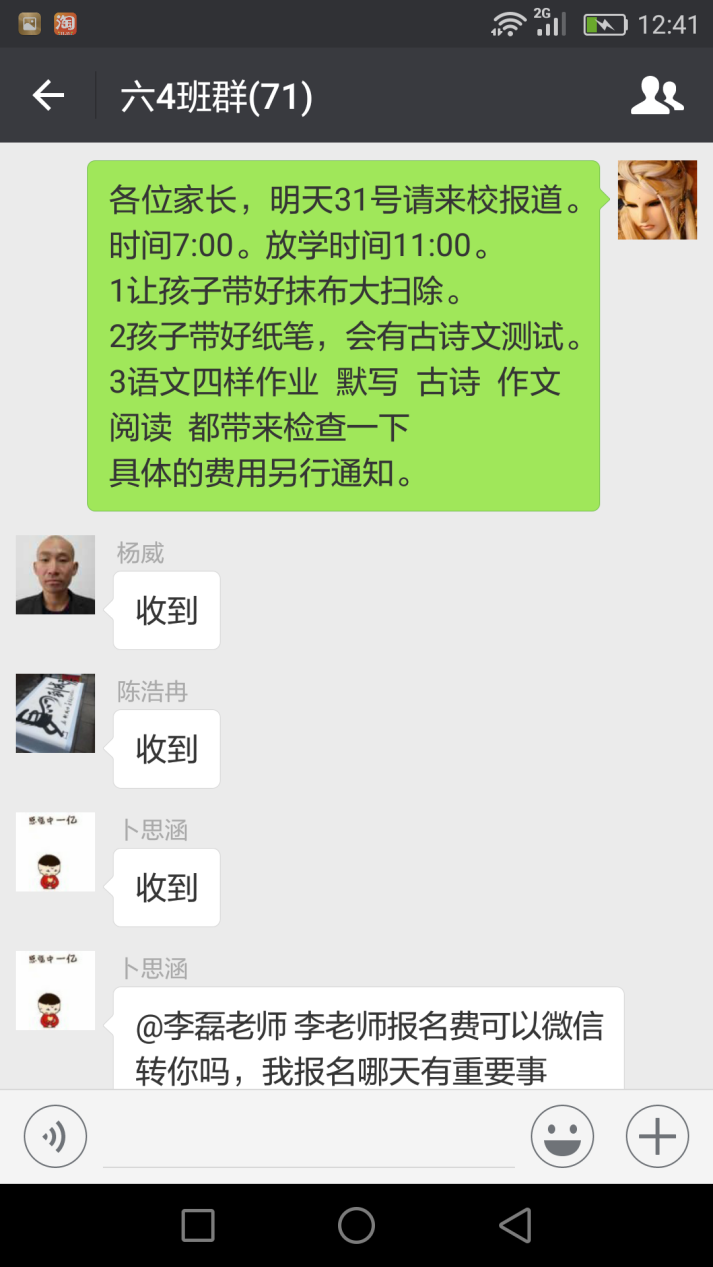 2G
12:41
六4班群(71)
各位家长，明天31号请来校报道。
时间7:00。放学时间11:00。
1让孩子带好抹布大扫除。
2孩子带好纸笔，会有古诗文测试。
3语文四样作业 默写 古诗 作文
阅读 都带来检查一下
具体的费用另行通知。
杨威
收到
陈浩冉
收到
卜思涵
收到
卜思涵
@李磊老师 李老师报名费可以微信
转你吗，我报名哪天有重要事